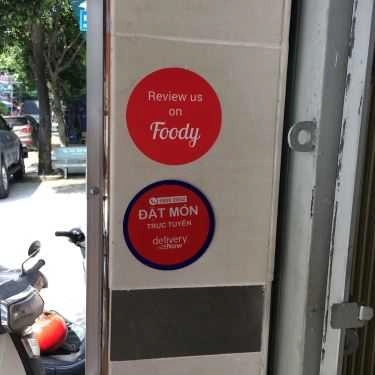 Review us
on
Foody
ĐẶT MÓN
TRỰC TUYẾN
delivery
Now